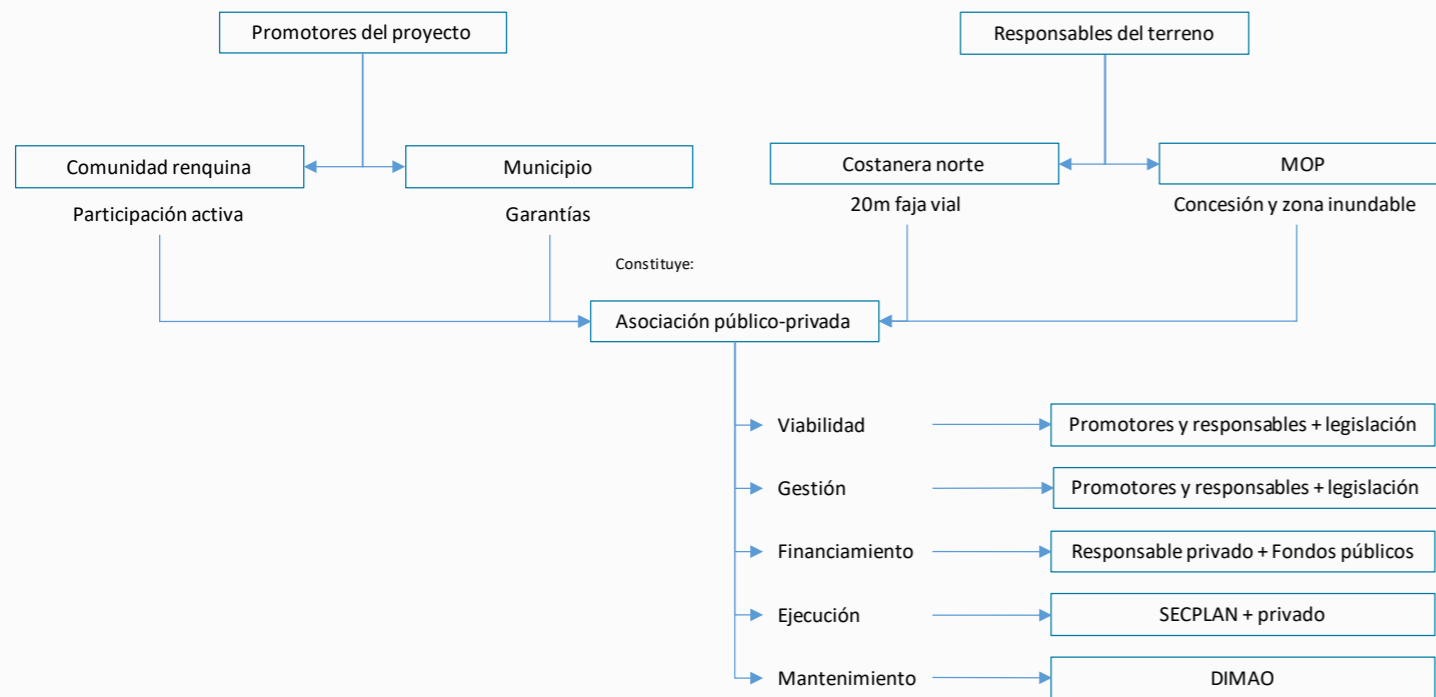 Promotores del proyecto
Responsables del terreno
Comunidad renquina
Municipio
Costanera norte
MOP
Participación activa
Garantías
20m faja vial
Concesión y zona inundable
Constituye:
Asociación público-privada
Viabilidad
Promotores y responsables + legislación
Gestión
Promotores y responsables + legislación
Financiamiento
Responsable privado + Fondos públicos
Ejecución
SECPLAN + privado
Mantenimiento
DIMAO